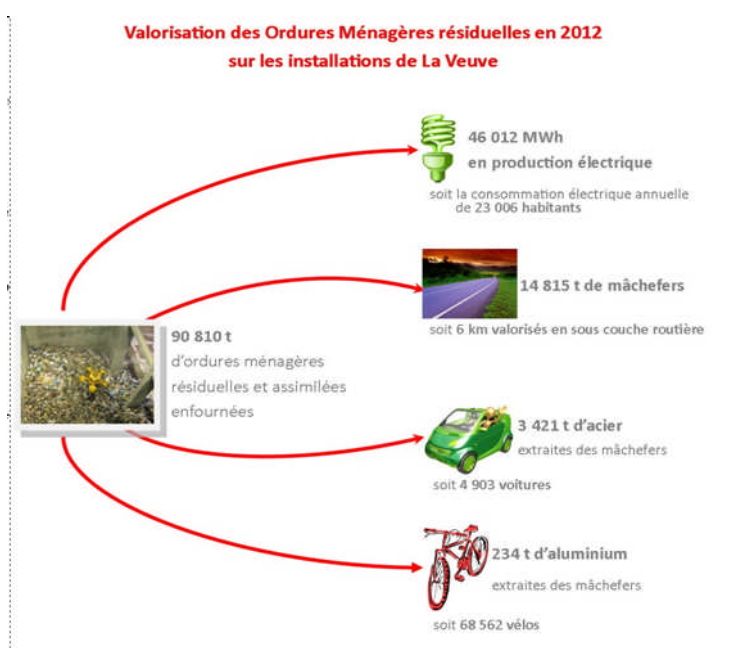 Valorisation des Ordures Ménagères résiduelles en 2012
sur les installations de La Veuve
46 012 MWh
en production électrique
soit la consommation électrique annuelle
de 23 006 habitants
14 815 t de mâchefers
soit 6 km valorisés en sous couche routière
90 810 t
d'ordures ménagères
résiduelles et assimilées
enfournées
3 421 t d'acier
extraites des mâchefers
soit 4 903 voitures
234 t d'aluminium
extraites des mâchefers
soit 68 562 vélos